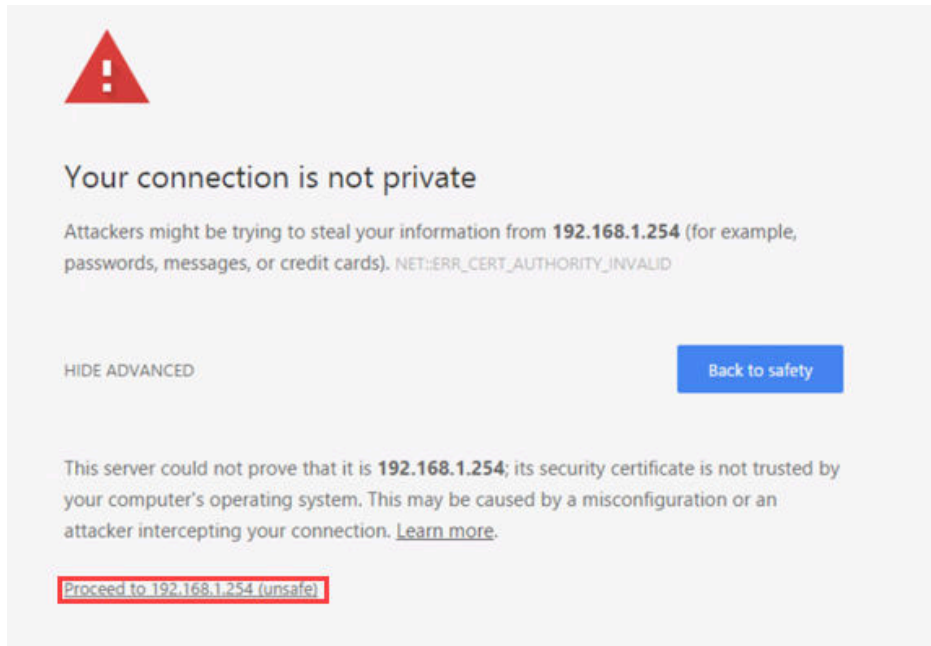 Your connection is not private
Attackers might be trying to steal your information from 192.168.1.254 (for example,
passwords, messages, or credit cards). NET::ERR_CERT_AUTHORITY_INVALID
HIDE ADVANCED
Back to safety
This server could not prove that it is 192.168.1.254; its security certificate is not trusted by
your computer's operating system. This may be caused by a misconfiguration or an
attacker intercepting your connection. Learn more.
Proceed to 192.168.1.254 (unsafe)